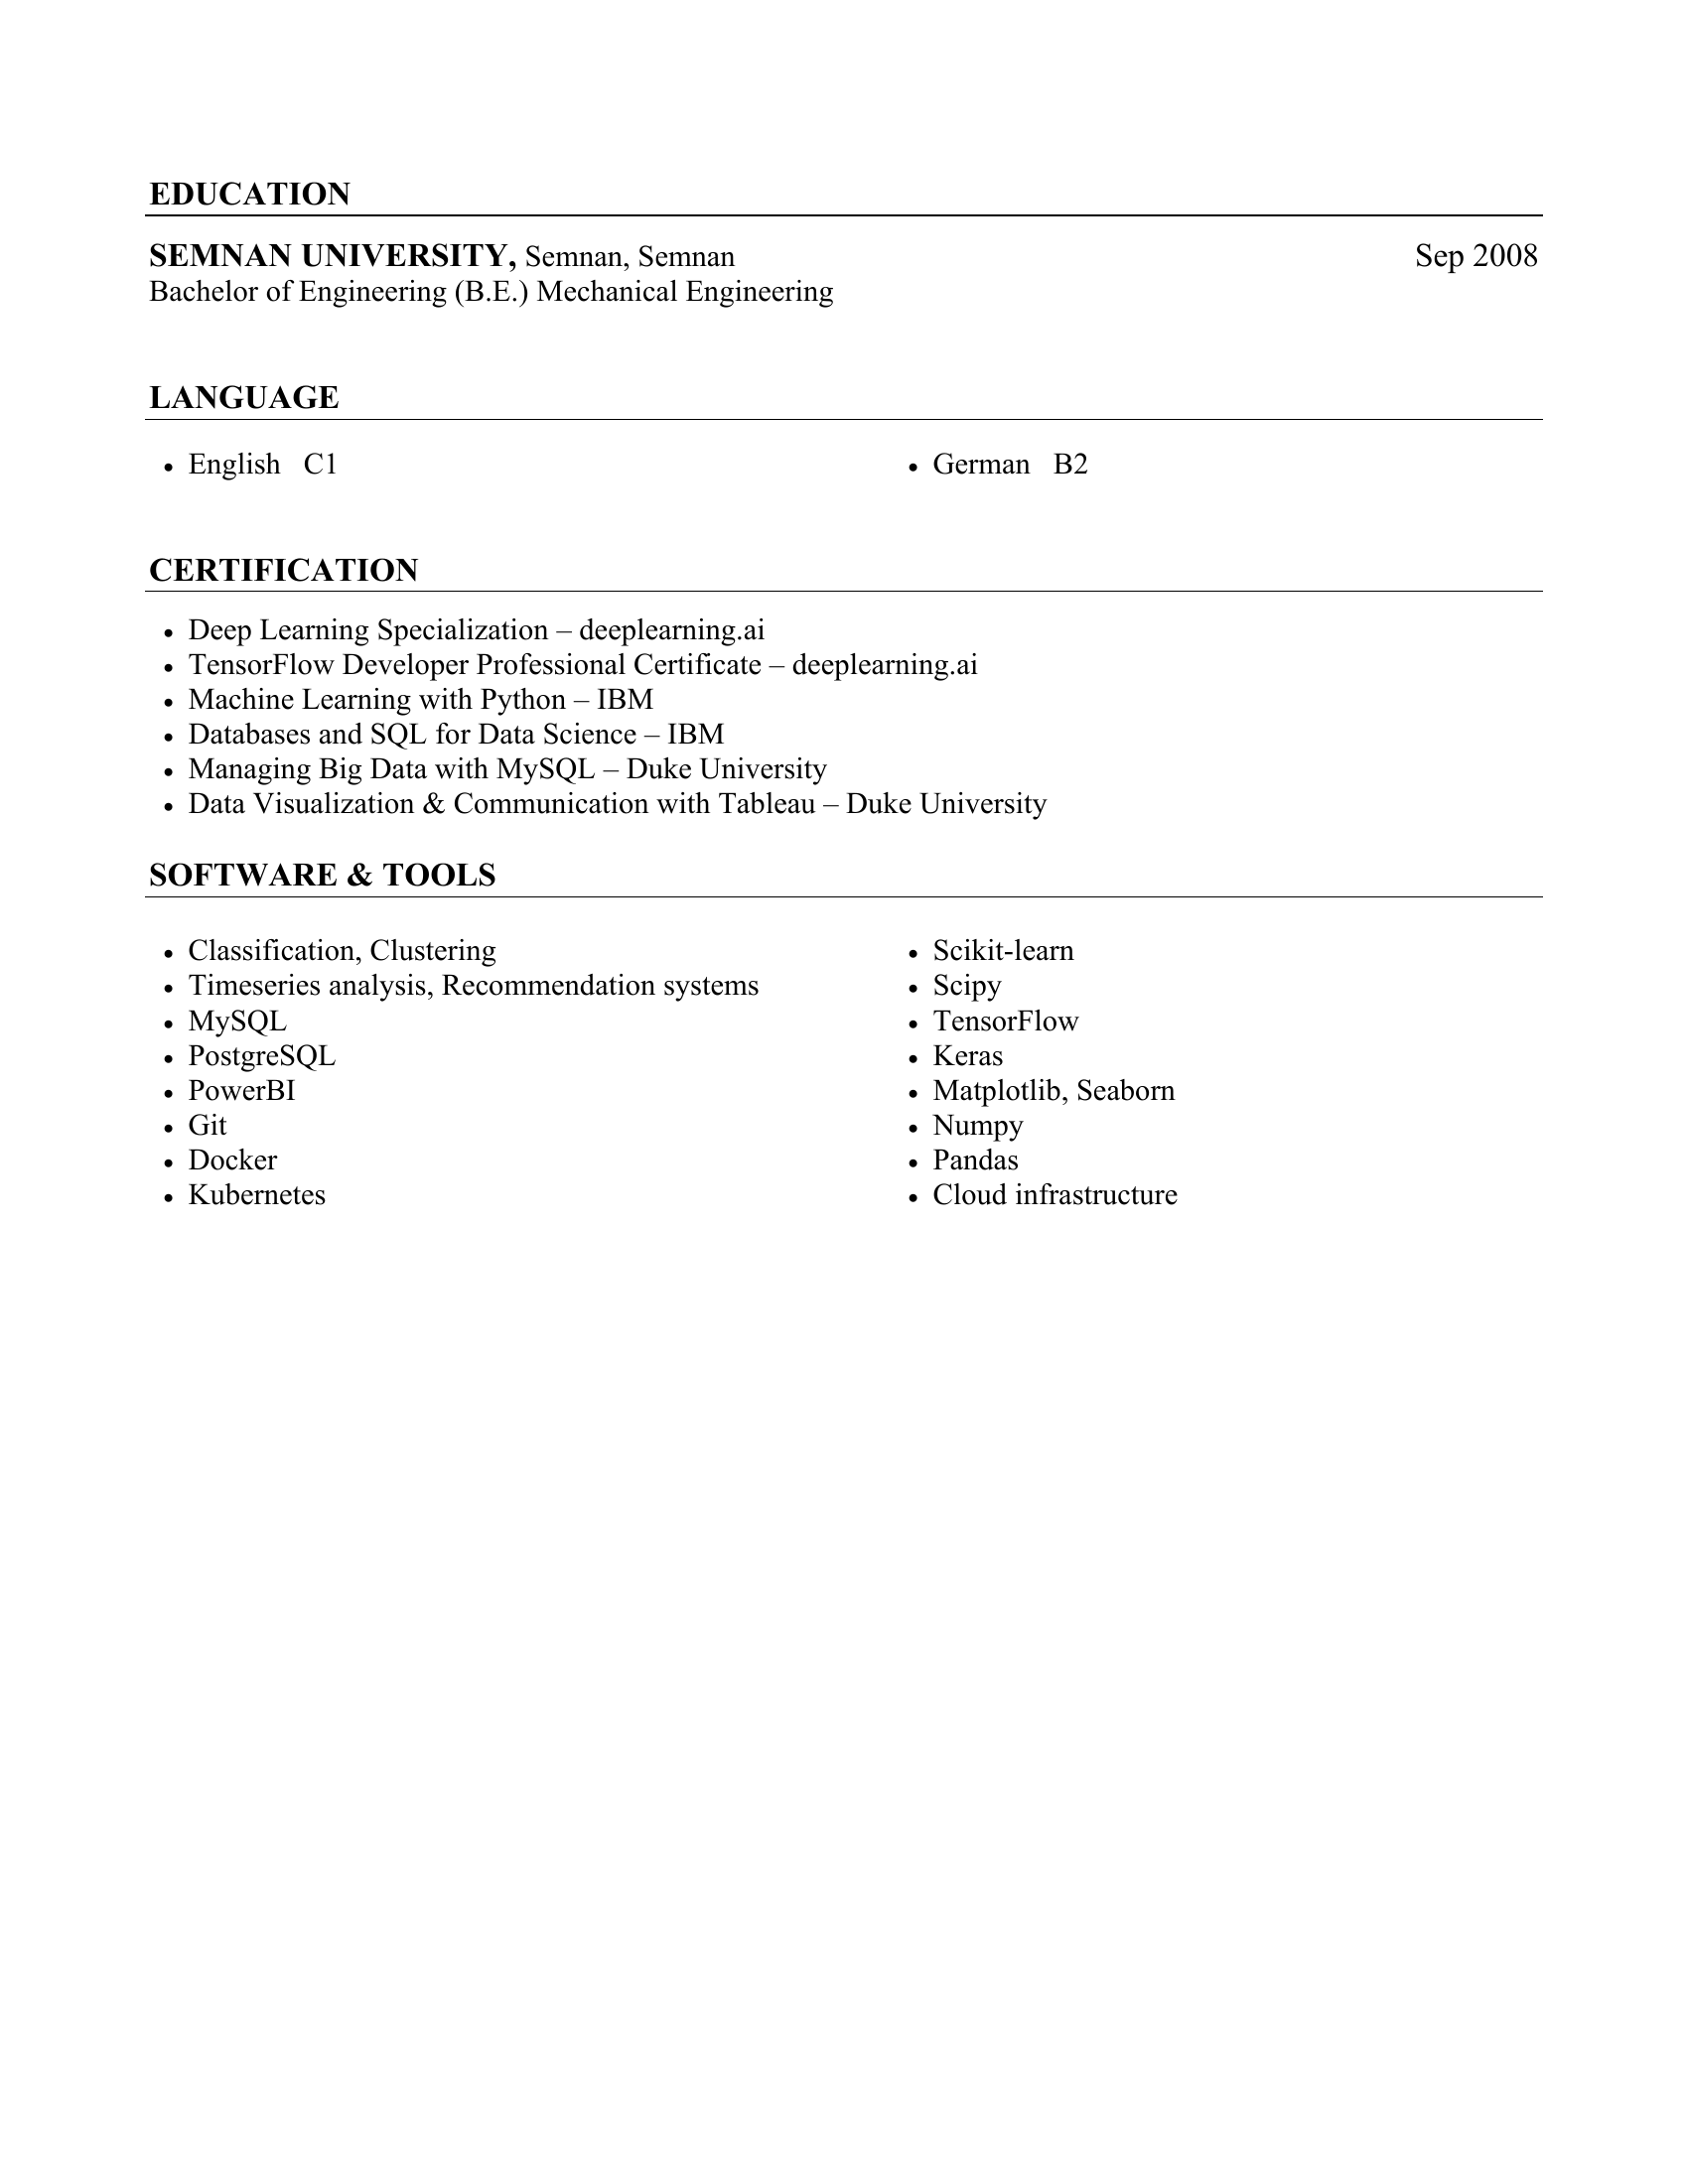 EDUCATION
SEMNAN UNIVERSITY, Semnan, Semnan Sep 2008
Bachelor of Engineering (B.E.) Mechanical Engineering
LANGUAGE
• English C1
• German B2
CERTIFICATION
• Deep Learning Specialization – deeplearning.ai
• TensorFlow Developer Professional Certificate – deeplearning.ai
• Machine Learning with Python – IBM
• Databases and SQL for Data Science – IBM
• Managing Big Data with MySQL – Duke University
• Data Visualization & Communication with Tableau – Duke University
SOFTWARE & TOOLS
• Classification, Clustering
• Timeseries analysis, Recommendation systems
• MySQL
• PostgreSQL
• PowerBI
• Git
• Docker
• Kubernetes
• Scikit-learn
• Scipy
• TensorFlow
• Keras
• Matplotlib, Seaborn
• Numpy
• Pandas
• Cloud infrastructure